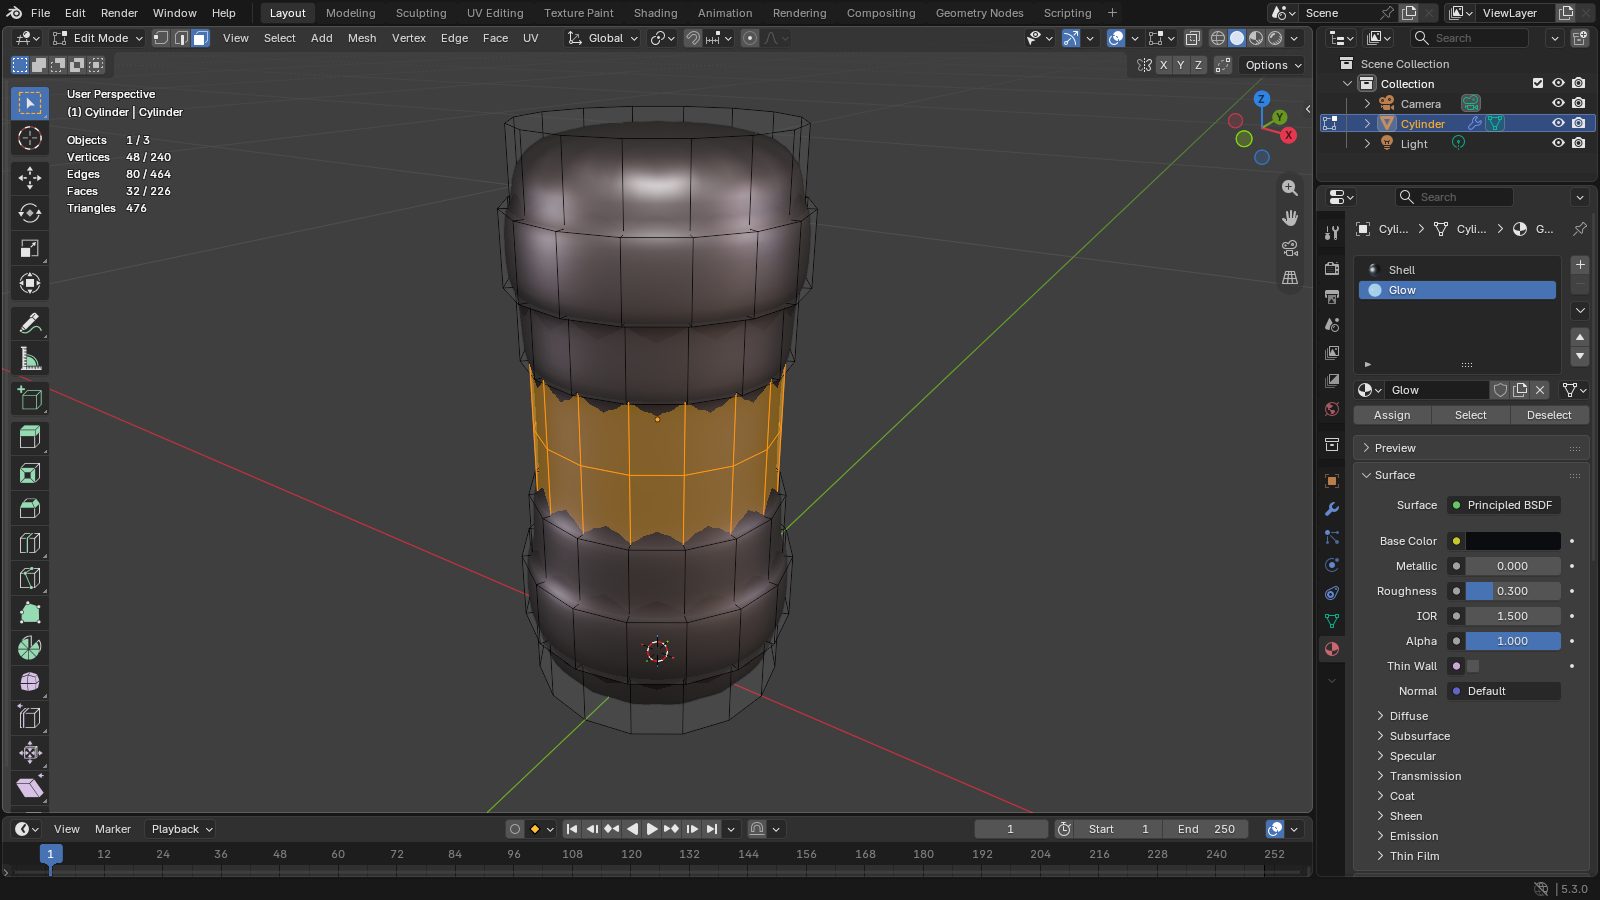 File Edit Render Window Help Layout Modeling Sculpting UV Editing Texture Paint Shading Animation Rendering Compositing Geometry Nodes Scripting + Scene ViewLayer
Edit Mode View Select Add Mesh Vertex Edge Face UV Global Search
X Y Z Options
Scene Collection
Collection
Camera
Cylinder
Light
User Perspective
(1) Cylinder | Cylinder
Objects 1 / 3
Vertices 48 / 240
Edges 80 / 464
Faces 32 / 226
Triangles 476
Z
Y
X
Search
Cyli... Cyli... G...
Shell
Glow
Glow
Assign Select Deselect
Preview
Surface
Surface Principled BSDF
Base Color
Metallic 0.000
Roughness 0.300
IOR 1.500
Alpha 1.000
Thin Wall
Normal Default
Diffuse
Subsurface
Specular
Transmission
Coat
Sheen
Emission
Thin Film
View Marker Playback 1 Start 1 End 250
1 12 24 36 48 60 72 84 96 108 120 132 144 156 168 180 192 204 216 228 240 252
5.3.0